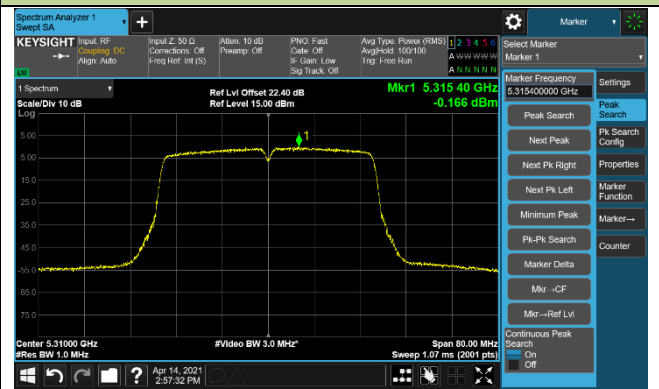 Spectrum Analyzer 1
Swept SA
Marker
KEYSIGHT
Input: RF
Coupling: DC
Align: Auto
Input Z: 50 Ω
Corrections: Off
Freq Ref: Int (S)
Atten: 10 dB
Preamp: Off
PNO: Fast
Gate: Off
IF Gain: Low
Sig Track: Off
Avg Type: Power (RMS)
Avg|Hold: 100/100
Trig: Free Run
1 2 3 4 5 6
A W W W W W
A N N N N N
LXI
Select Marker
Marker 1
1 Spectrum
Scale/Div 10 dB
Log
Ref Lvl Offset 22.40 dB
Ref Level 15.00 dBm
Mkr1 5.315 40 GHz
-0.166 dBm
1
5.00
-5.00
-15.0
-25.0
-35.0
-45.0
-55.0
-65.0
-75.0
Center 5.31000 GHz
#Res BW 1.0 MHz
#Video BW 3.0 MHz*
Span 80.00 MHz
Sweep 1.07 ms (2001 pts)
Marker Frequency
5.315400000 GHz
Peak Search
Next Peak
Next Pk Right
Next Pk Left
Minimum Peak
Pk-Pk Search
Marker Delta
Mkr→CF
Mkr→Ref Lvl
Continuous Peak
Search
On
Off
Settings
Peak
Search
Pk Search
Config
Properties
Marker
Function
Marker→
Counter
Apr 14, 2021
2:57:32 PM